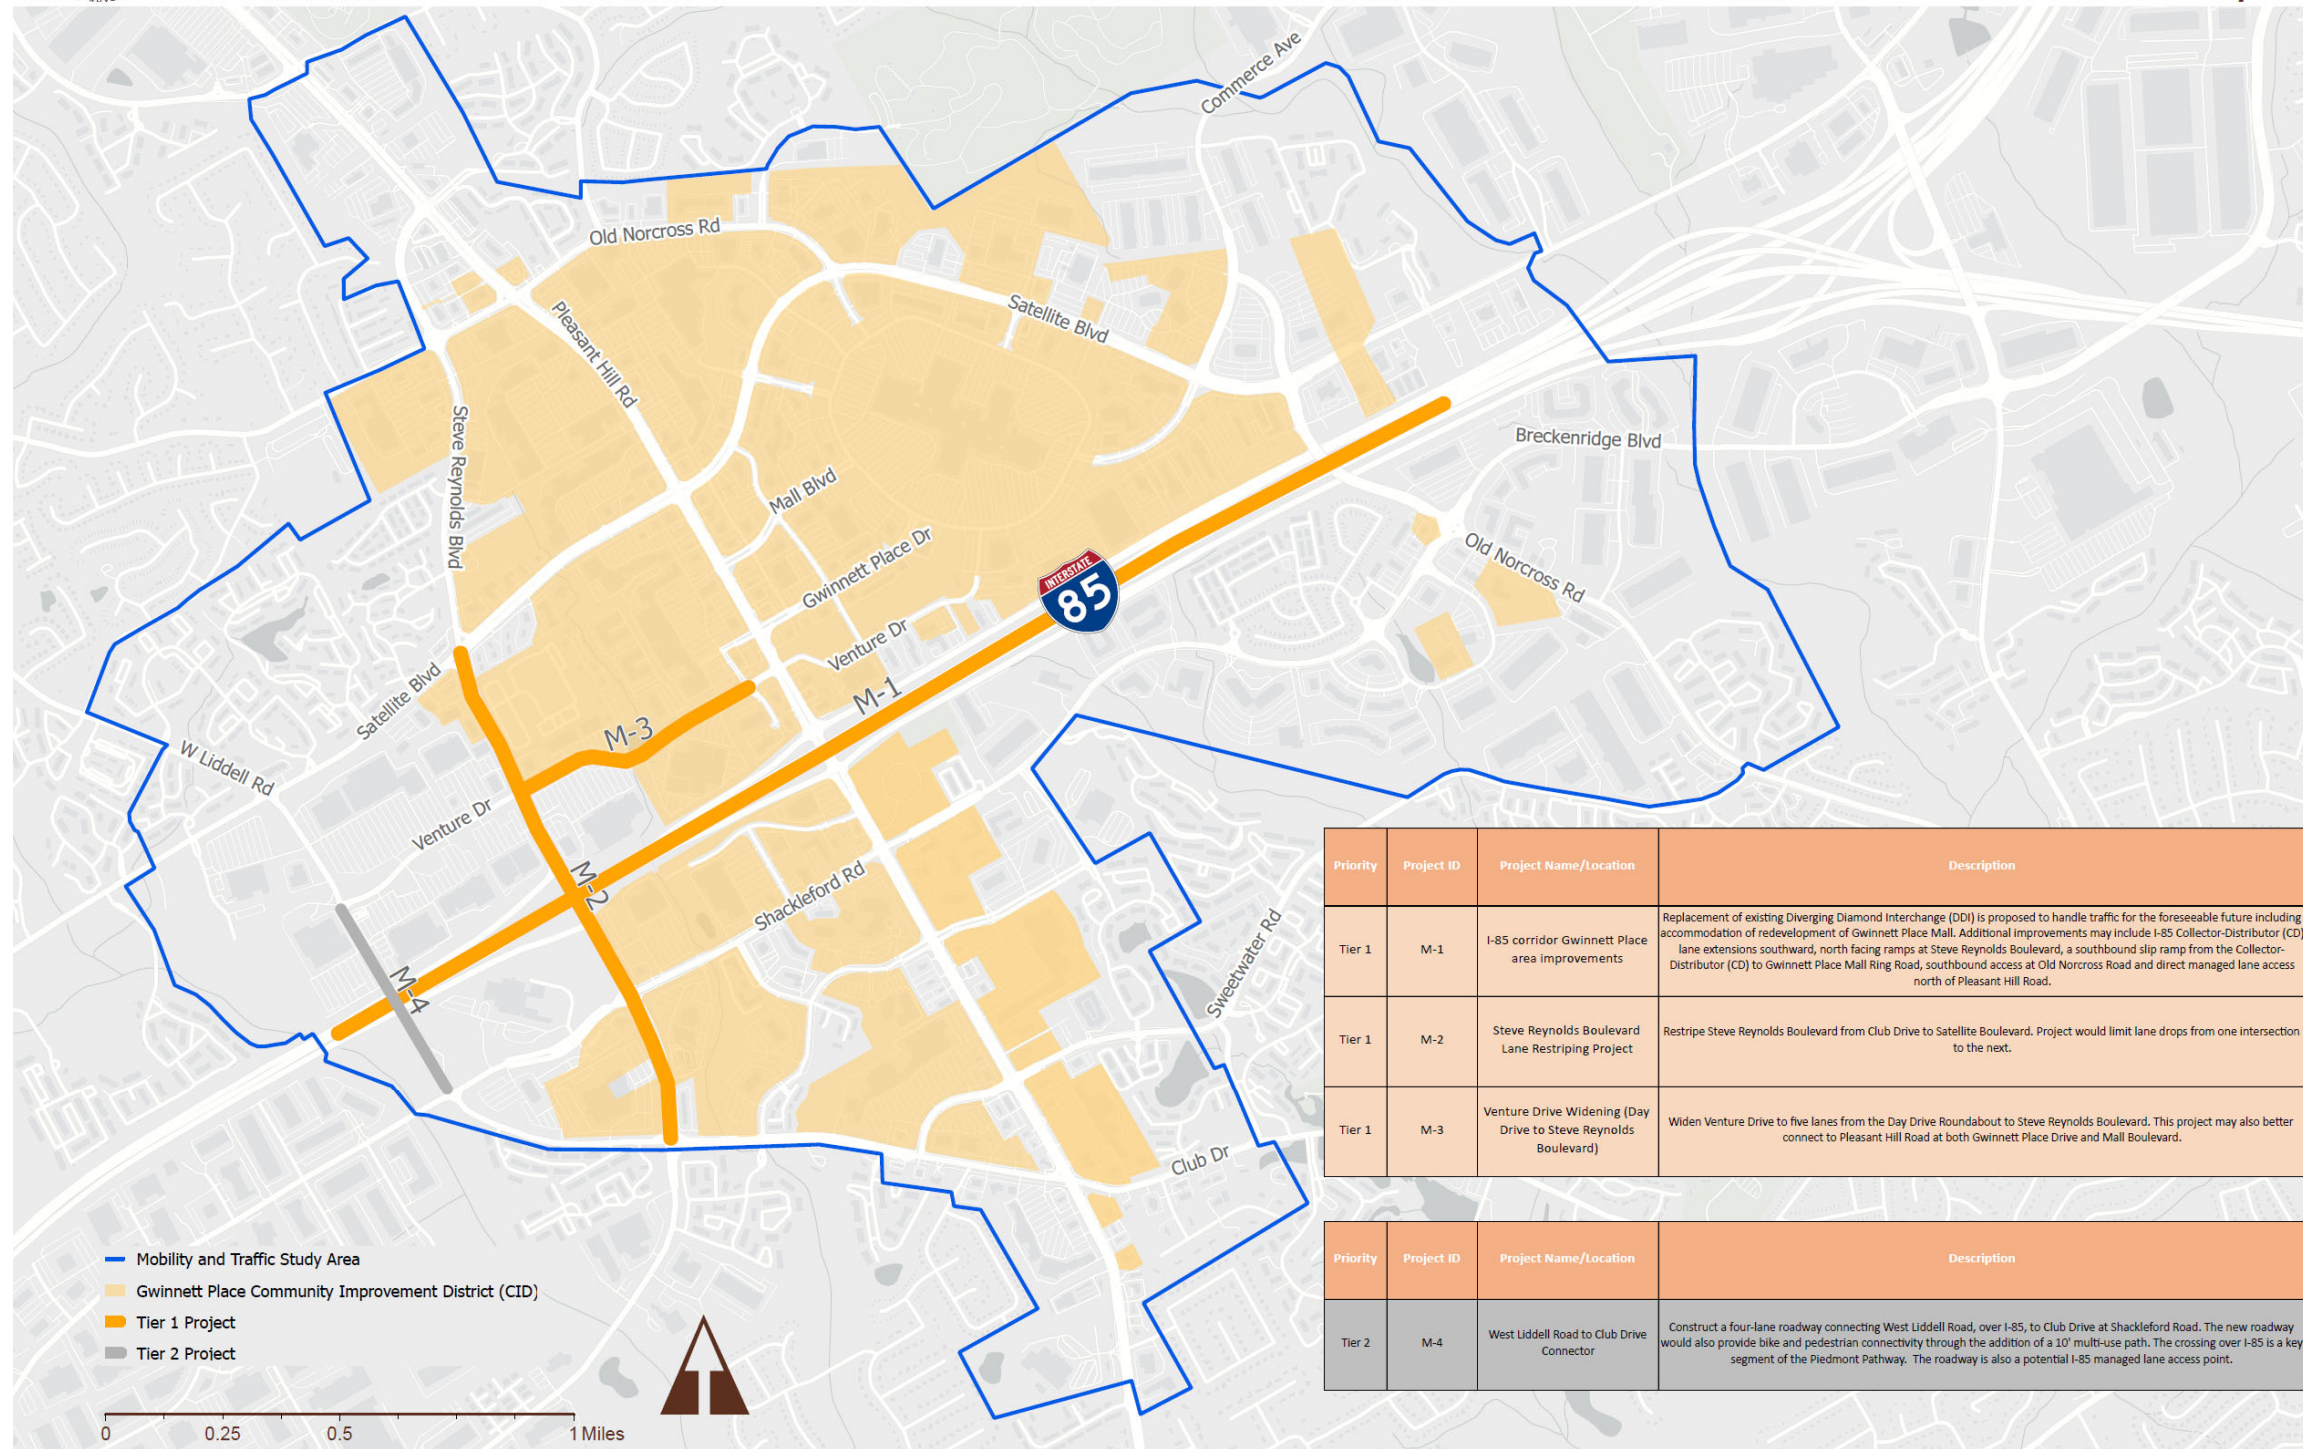 Commerce Ave
Old Norcross Rd
Pleasant Hill Rd
Satellite Blvd
Steve Reynolds Blvd
Breckenridge Blvd
Mall Blvd
Gwinnett Place Dr
Old Norcross Rd
INTERSTATE
85
Venture Dr
M-1
Satellite Blvd
M-3
W Liddell Rd
Venture Dr
M-2
Shackleford Rd
Sweetwater Rd
M-4
Club Dr
Priority Project ID Project Name/Location Description
Tier 1 M-1 I-85 corridor Gwinnett Place
area improvements
Replacement of existing Diverging Diamond Interchange (DDI) is proposed to handle traffic for the foreseeable future including
accommodation of redevelopment of Gwinnett Place Mall. Additional improvements may include I-85 Collector-Distributor (CD)
lane extensions southward, north facing ramps at Steve Reynolds Boulevard, a southbound slip ramp from the Collector-
Distributor (CD) to Gwinnett Place Mall Ring Road, southbound access at Old Norcross Road and direct managed lane access
north of Pleasant Hill Road.
Tier 1 M-2 Steve Reynolds Boulevard
Lane Restriping Project
Restripe Steve Reynolds Boulevard from Club Drive to Satellite Boulevard. Project would limit lane drops from one intersection
to the next.
Tier 1 M-3 Venture Drive Widening (Day
Drive to Steve Reynolds
Boulevard)
Widen Venture Drive to five lanes from the Day Drive Roundabout to Steve Reynolds Boulevard. This project may also better
connect to Pleasant Hill Road at both Gwinnett Place Drive and Mall Boulevard.
Priority Project ID Project Name/Location Description
Tier 2 M-4 West Liddell Road to Club Drive
Connector
Construct a four-lane roadway connecting West Liddell Road, over I-85, to Club Drive at Shackleford Road. The new roadway
would also provide bike and pedestrian connectivity through the addition of a 10' multi-use path. The crossing over I-85 is a key
segment of the Piedmont Pathway. The roadway is also a potential I-85 managed lane access point.
Mobility and Traffic Study Area
Gwinnett Place Community Improvement District (CID)
Tier 1 Project
Tier 2 Project
0 0.25 0.5 1 Miles